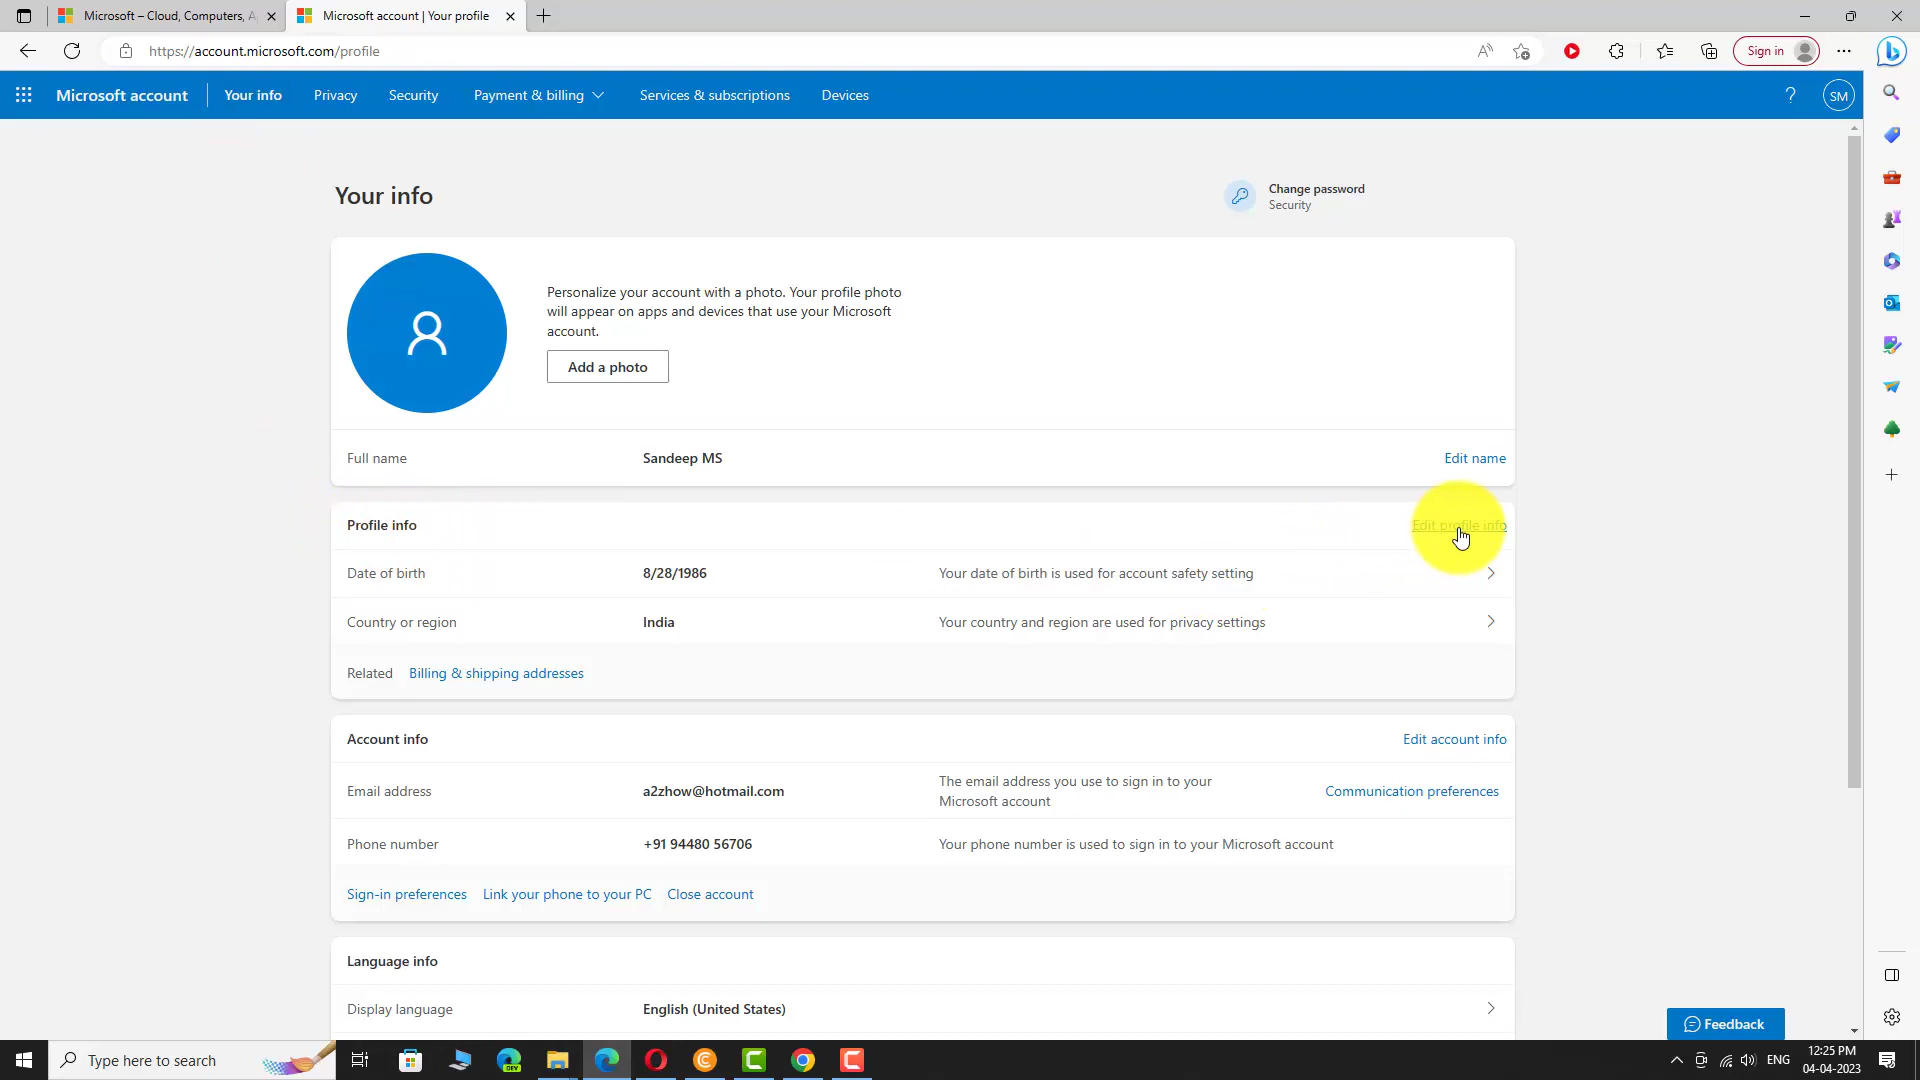 Microsoft – Cloud, Computers, A
Microsoft account | Your profile
https://account.microsoft.com/profile
Sign in
Microsoft account
Your info
Privacy
Security
Payment & billing
Services & subscriptions
Devices
?
SM
Your info
Change password
Security
Personalize your account with a photo. Your profile photo
will appear on apps and devices that use your Microsoft
account.
Add a photo
Full name
Sandeep MS
Edit name
Profile info
Edit profile info
Date of birth
8/28/1986
Your date of birth is used for account safety setting
Country or region
India
Your country and region are used for privacy settings
Related
Billing & shipping addresses
Account info
Edit account info
Email address
a2zhow@hotmail.com
The email address you use to sign in to your
Microsoft account
Communication preferences
Phone number
+91 94480 56706
Your phone number is used to sign in to your Microsoft account
Sign-in preferences
Link your phone to your PC
Close account
Language info
Display language
English (United States)
Feedback
Type here to search
DEV
ENG
12:25 PM
04-04-2023